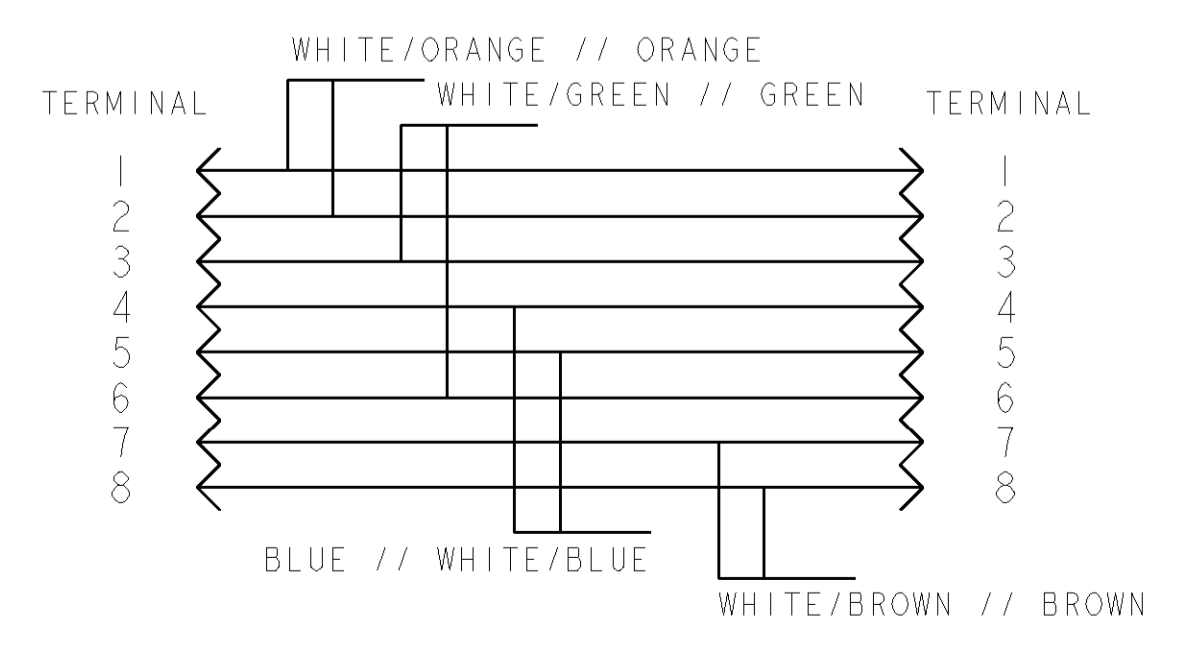 WHITE/ORANGE // ORANGE
WHITE/GREEN // GREEN
TERMINAL TERMINAL
1 1
2 2
3 3
4 4
5 5
6 6
7 7
8 8
BLUE // WHITE/BLUE
WHITE/BROWN // BROWN